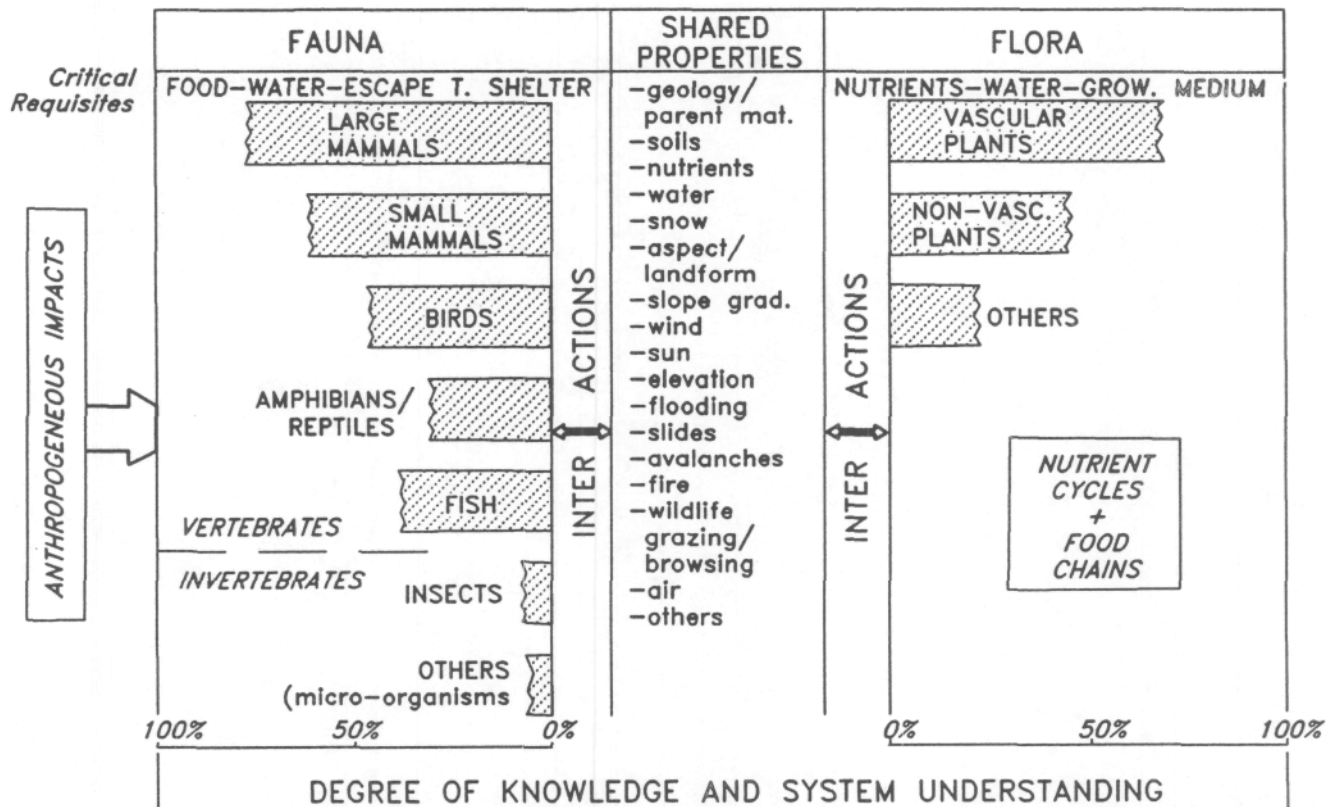 FAUNA
SHARED
PROPERTIES
FLORA
Critical
Requisites
FOOD-WATER-ESCAPE T. SHELTER
NUTRIENTS-WATER-GROW. MEDIUM
LARGE
MAMMALS
SMALL
MAMMALS
BIRDS
AMPHIBIANS/
REPTILES
FISH
VERTEBRATES
INVERTEBRATES
INSECTS
OTHERS
(micro-organisms
ANTHROPOGENEOUS IMPACTS
INTER ACTIONS
-geology/
parent mat.
-soils
-nutrients
-water
-snow
-aspect/
landform
-slope grad.
-wind
-sun
-elevation
-flooding
-slides
-avalanches
-fire
-wildlife
grazing/
browsing
-air
-others
INTER ACTIONS
VASCULAR
PLANTS
NON-VASC.
PLANTS
OTHERS
NUTRIENT
CYCLES
+
FOOD
CHAINS
100% 50% 0%
0% 50% 100%
DEGREE OF KNOWLEDGE AND SYSTEM UNDERSTANDING